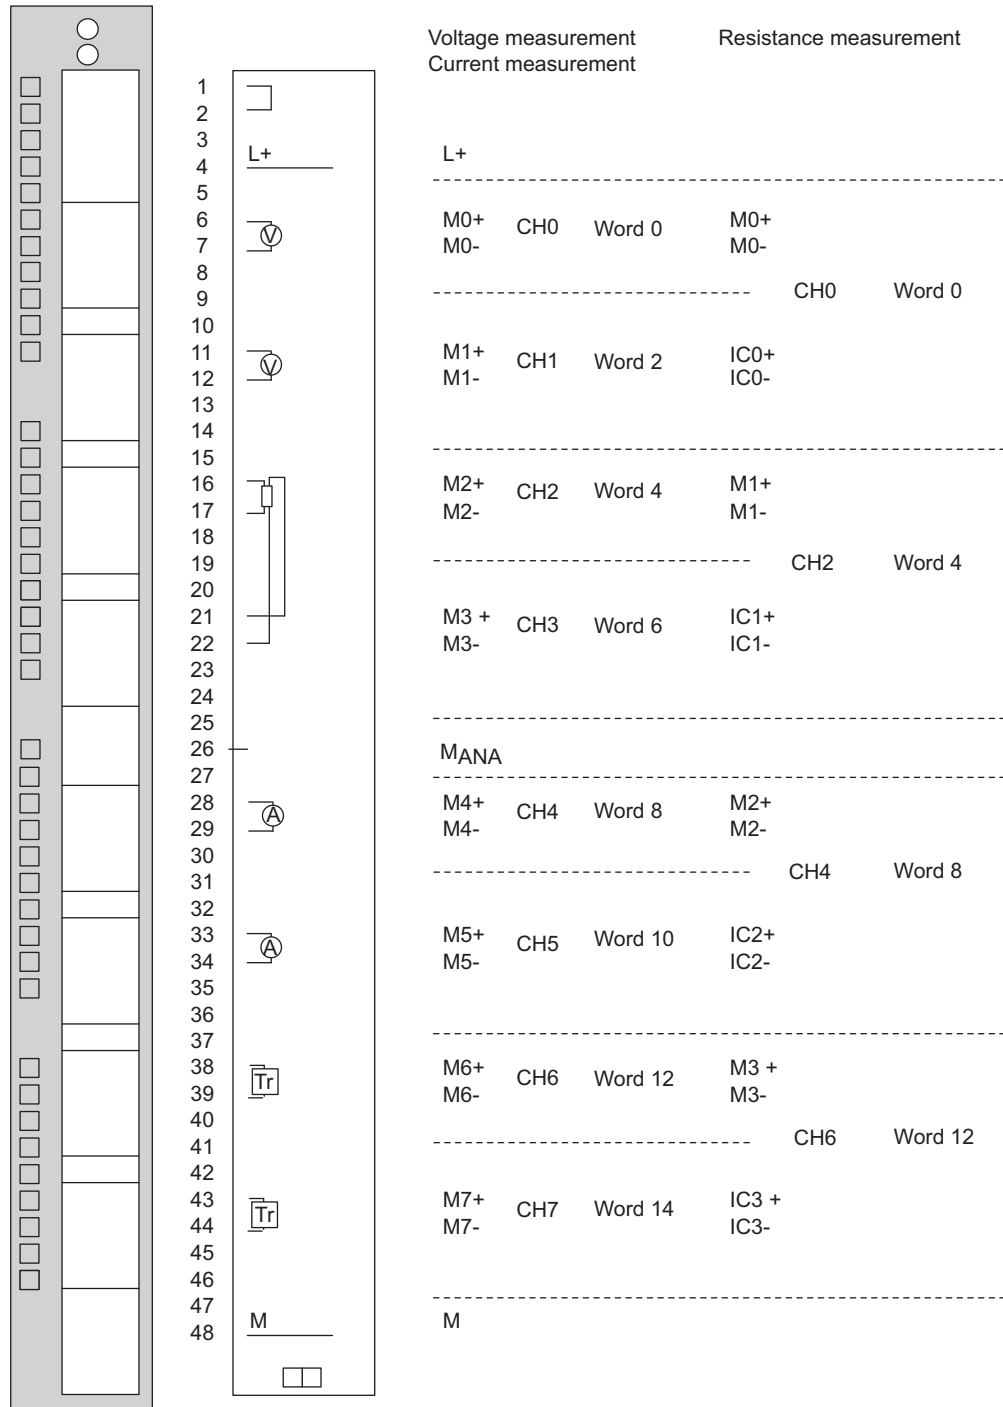 Voltage measurement Resistance measurement
Current measurement
1
2
3
L+ L+
4
5
6 M0+ CH0 Word 0 M0+
V
7 M0- M0-
8
9 CH0 Word 0
10
11 M1+ CH1 Word 2 IC0+
V
12 M1- IC0-
13
14
15
16 M2+ CH2 Word 4 M1+
17 M2- M1-
18
19 CH2 Word 4
20
21 M3 + CH3 Word 6 IC1+
22 M3- IC1-
23
24
25
26 MANA
27
28 M4+ CH4 Word 8 M2+
A
29 M4- M2-
30
31 CH4 Word 8
32
33 M5+ CH5 Word 10 IC2+
A
34 M5- IC2-
35
36
37
38 M6+ CH6 Word 12 M3 +
Tr
39 M6- M3-
40
41 CH6 Word 12
42
43 M7+ CH7 Word 14 IC3 +
Tr
44 M7- IC3-
45
46
47
M M
48